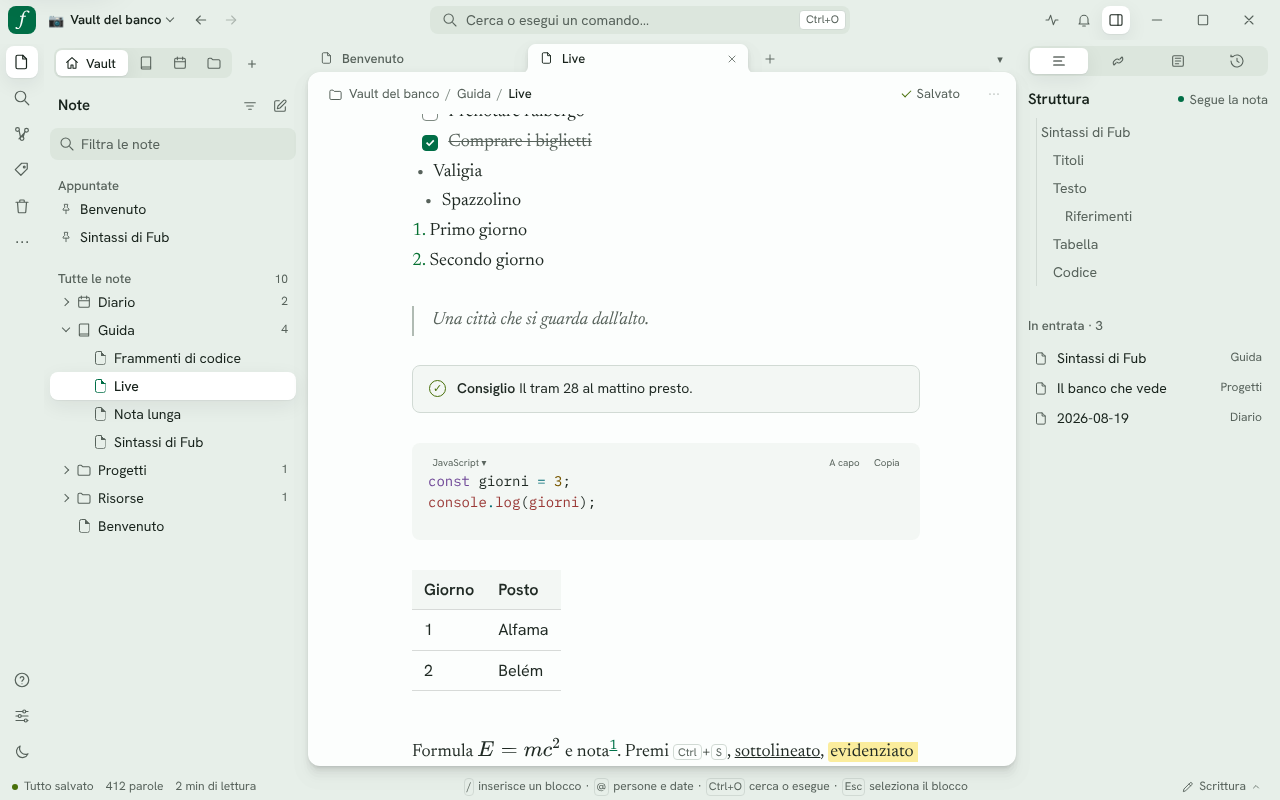 Vault del banco
Cerca o esegui un comando…
Ctrl+O
Vault
Benvenuto
Live
Note
Filtra le note
Appuntate
Benvenuto
Sintassi di Fub
Tutte le note 10
Diario 2
Guida 4
Frammenti di codice
Live
Nota lunga
Sintassi di Fub
Progetti 1
Risorse 1
Benvenuto
Vault del banco / Guida / Live
Salvato
Prenotare l'albergo
Comprare i biglietti
• Valigia
• Spazzolino
1. Primo giorno
2. Secondo giorno
Una città che si guarda dall'alto.
Consiglio Il tram 28 al mattino presto.
JavaScript ▾ A capo Copia
const giorni = 3;
console.log(giorni);
Giorno Posto
1 Alfama
2 Belém
Formula E = mc² e nota1. Premi Ctrl+S, sottolineato, evidenziato
Struttura
Segue la nota
Sintassi di Fub
Titoli
Testo
Riferimenti
Tabella
Codice
In entrata · 3
Sintassi di Fub Guida
Il banco che vede Progetti
2026-08-19 Diario
Tutto salvato 412 parole 2 min di lettura
/ inserisce un blocco · @ persone e date · Ctrl+O cerca o esegue · Esc seleziona il blocco
Scrittura